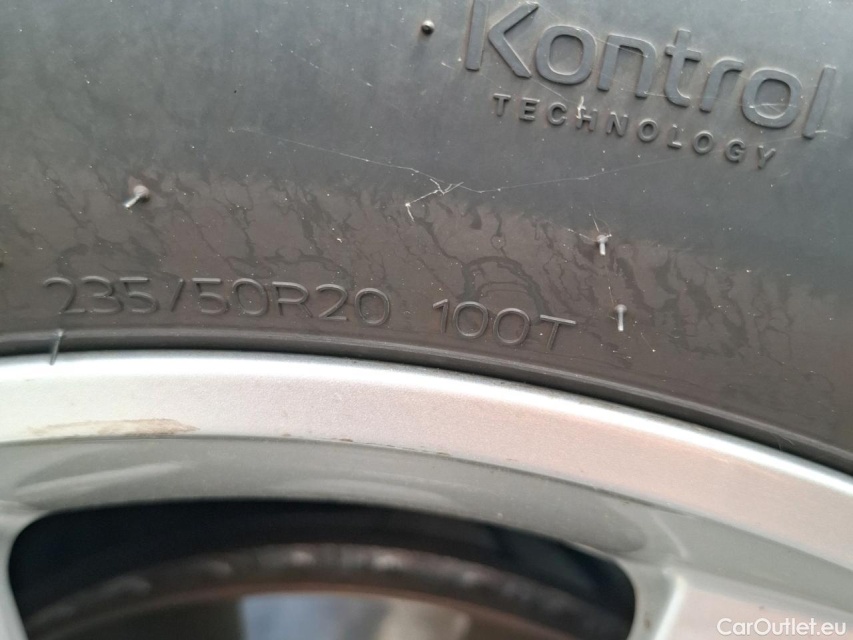 Kontrol
TECHNOLOGY
235/50R20 100T
CarOutlet.eu